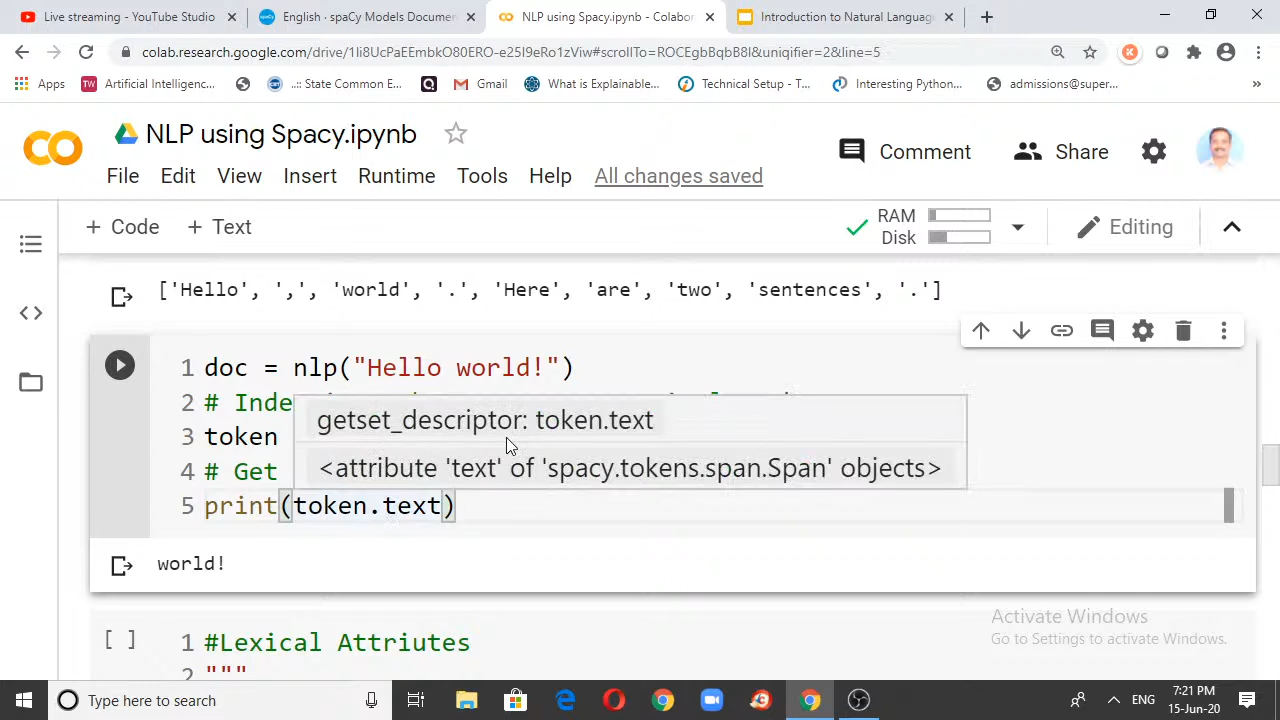 Live streaming - YouTube Studio
English · spaCy Models Docume
NLP using Spacy.ipynb - Colabor
Introduction to Natural Languag
colab.research.google.com/drive/1li8UcPaEEmbkO80ERO-e25I9eRo1zViw#scrollTo=ROCEgbBqbB8I&uniqifier=2&line=5
Apps
TW Artificial Intelligenc...
..:: State Common E...
Gmail
What is Explainable...
Technical Setup - T...
Interesting Python...
admissions@super...
»
NLP using Spacy.ipynb
Comment
Share
File Edit View Insert Runtime Tools Help All changes saved
+ Code + Text
RAM
Disk
Editing
['Hello', ',', 'world', '.', 'Here', 'are', 'two', 'sentences', '.']
1 doc = nlp("Hello world!")
2 # Inde
getset_descriptor: token.text
3 token
<attribute 'text' of 'spacy.tokens.span.Span' objects>
4 # Get
5 print(token.text)
world!
Activate Windows
Go to Settings to activate Windows.
[ ] 1 #Lexical Attriutes
2 """
Type here to search
ENG
7:21 PM
15-Jun-20